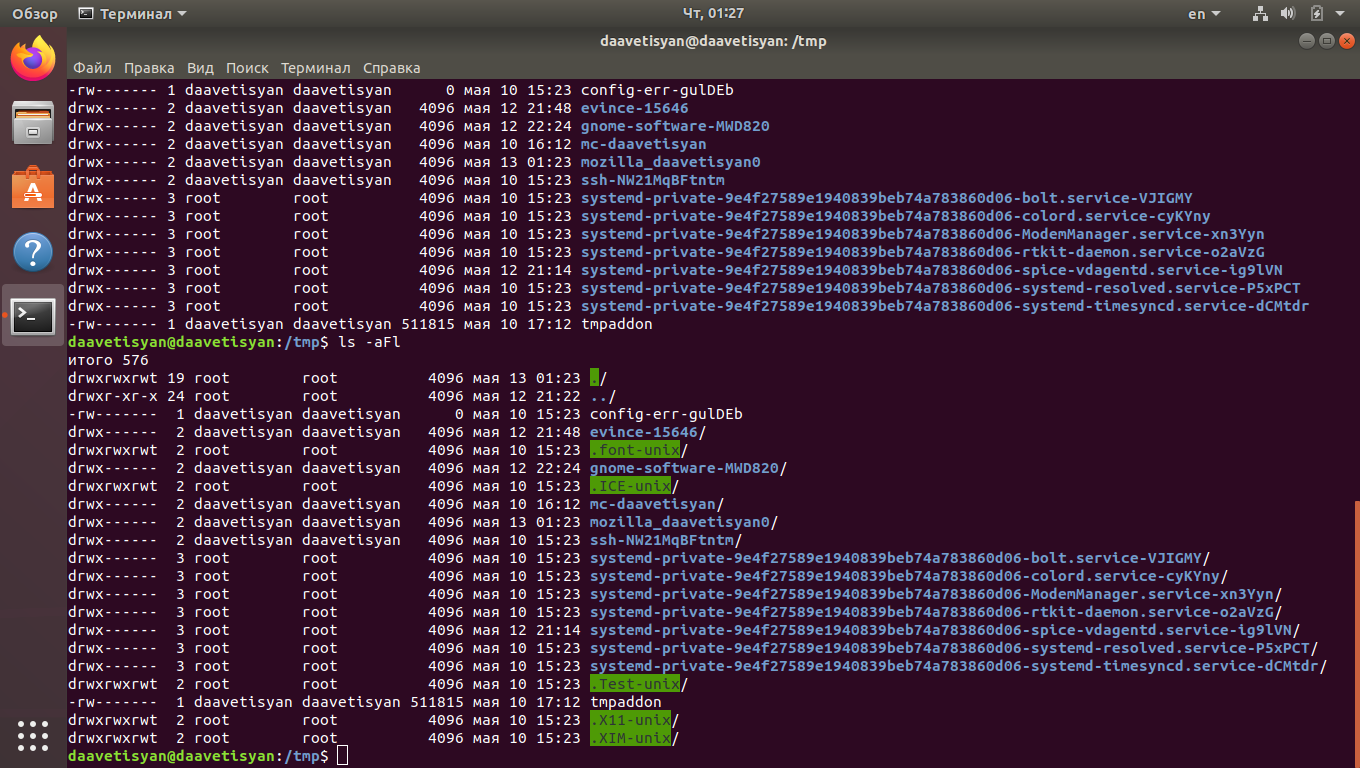 Обзор Терминал Чт, 01:27 en
daavetisyan@daavetisyan: /tmp
Файл Правка Вид Поиск Терминал Справка
-rw------- 1 daavetisyan daavetisyan      0 мая 10 15:23 config-err-gulDEb
drwx------ 2 daavetisyan daavetisyan   4096 мая 12 21:48 evince-15646
drwx------ 2 daavetisyan daavetisyan   4096 мая 12 22:24 gnome-software-MWD820
drwx------ 2 daavetisyan daavetisyan   4096 мая 10 16:12 mc-daavetisyan
drwx------ 2 daavetisyan daavetisyan   4096 мая 13 01:23 mozilla_daavetisyan0
drwx------ 2 daavetisyan daavetisyan   4096 мая 10 15:23 ssh-NW21MqBFtntm
drwx------ 3 root        root          4096 мая 10 15:23 systemd-private-9e4f27589e1940839beb74a783860d06-bolt.service-VJIGMY
drwx------ 3 root        root          4096 мая 10 15:23 systemd-private-9e4f27589e1940839beb74a783860d06-colord.service-cyKYny
drwx------ 3 root        root          4096 мая 10 15:23 systemd-private-9e4f27589e1940839beb74a783860d06-ModemManager.service-xn3Yyn
drwx------ 3 root        root          4096 мая 10 15:23 systemd-private-9e4f27589e1940839beb74a783860d06-rtkit-daemon.service-o2aVzG
drwx------ 3 root        root          4096 мая 12 21:14 systemd-private-9e4f27589e1940839beb74a783860d06-spice-vdagentd.service-ig9lVN
drwx------ 3 root        root          4096 мая 10 15:23 systemd-private-9e4f27589e1940839beb74a783860d06-systemd-resolved.service-P5xPCT
drwx------ 3 root        root          4096 мая 10 15:23 systemd-private-9e4f27589e1940839beb74a783860d06-systemd-timesyncd.service-dCMtdr
-rw------- 1 daavetisyan daavetisyan 511815 мая 10 17:12 tmpaddon
daavetisyan@daavetisyan:/tmp$ ls -aFl
итого 576
drwxrwxrwt 19 root        root          4096 мая 13 01:23 ./
drwxr-xr-x 24 root        root          4096 мая 12 21:22 ../
-rw-------  1 daavetisyan daavetisyan      0 мая 10 15:23 config-err-gulDEb
drwx------  2 daavetisyan daavetisyan   4096 мая 12 21:48 evince-15646/
drwxrwxrwt  2 root        root          4096 мая 10 15:23 .font-unix/
drwx------  2 daavetisyan daavetisyan   4096 мая 12 22:24 gnome-software-MWD820/
drwxrwxrwt  2 root        root          4096 мая 10 15:23 .ICE-unix/
drwx------  2 daavetisyan daavetisyan   4096 мая 10 16:12 mc-daavetisyan/
drwx------  2 daavetisyan daavetisyan   4096 мая 13 01:23 mozilla_daavetisyan0/
drwx------  2 daavetisyan daavetisyan   4096 мая 10 15:23 ssh-NW21MqBFtntm/
drwx------  3 root        root          4096 мая 10 15:23 systemd-private-9e4f27589e1940839beb74a783860d06-bolt.service-VJIGMY/
drwx------  3 root        root          4096 мая 10 15:23 systemd-private-9e4f27589e1940839beb74a783860d06-colord.service-cyKYny/
drwx------  3 root        root          4096 мая 10 15:23 systemd-private-9e4f27589e1940839beb74a783860d06-ModemManager.service-xn3Yyn/
drwx------  3 root        root          4096 мая 10 15:23 systemd-private-9e4f27589e1940839beb74a783860d06-rtkit-daemon.service-o2aVzG/
drwx------  3 root        root          4096 мая 12 21:14 systemd-private-9e4f27589e1940839beb74a783860d06-spice-vdagentd.service-ig9lVN/
drwx------  3 root        root          4096 мая 10 15:23 systemd-private-9e4f27589e1940839beb74a783860d06-systemd-resolved.service-P5xPCT/
drwx------  3 root        root          4096 мая 10 15:23 systemd-private-9e4f27589e1940839beb74a783860d06-systemd-timesyncd.service-dCMtdr/
drwxrwxrwt  2 root        root          4096 мая 10 15:23 .Test-unix/
-rw-------  1 daavetisyan daavetisyan 511815 мая 10 17:12 tmpaddon
drwxrwxrwt  2 root        root          4096 мая 10 15:23 .X11-unix/
drwxrwxrwt  2 root        root          4096 мая 10 15:23 .XIM-unix/
daavetisyan@daavetisyan:/tmp$